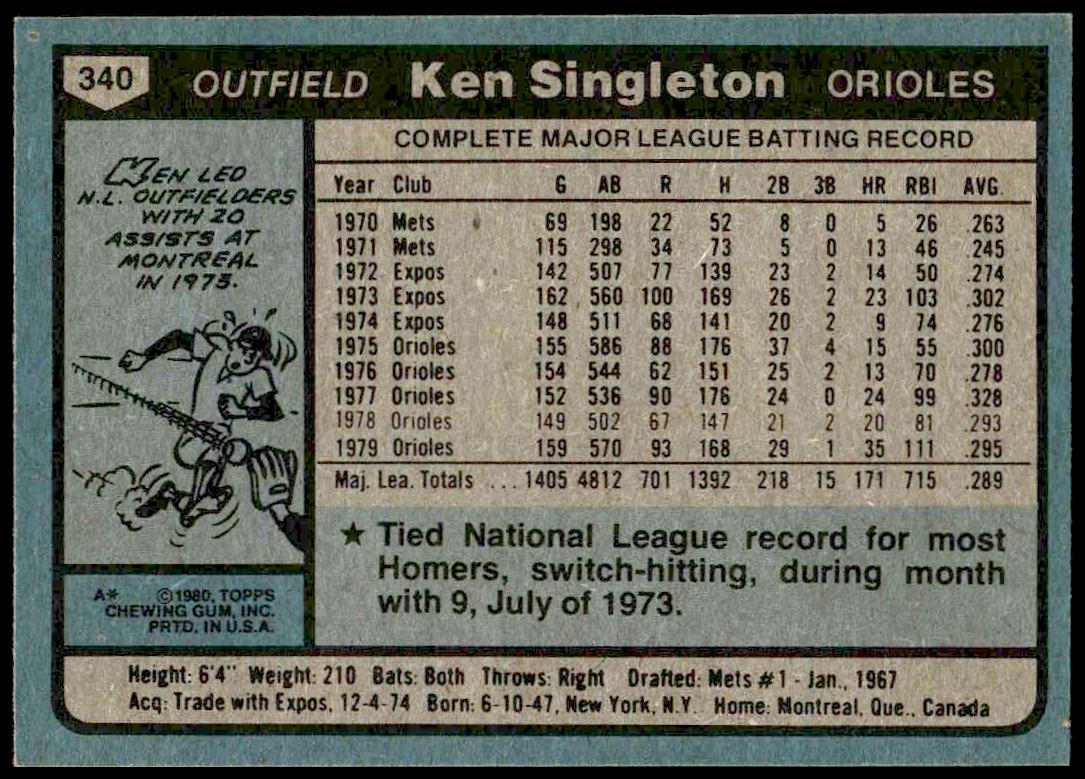 340 OUTFIELD Ken Singleton ORIOLES
KEN LED
N.L. OUTFIELDERS
WITH 20
ASSISTS AT
MONTREAL
IN 1973.
A* ©1980, TOPPS
CHEWING GUM, INC.
PRTD. IN U.S.A.
COMPLETE MAJOR LEAGUE BATTING RECORD
Year Club G AB R H 2B 3B HR RBI AVG.
1970 Mets 69 198 22 52 8 0 5 26 .263
1971 Mets 115 298 34 73 5 0 13 46 .245
1972 Expos 142 507 77 139 23 2 14 50 .274
1973 Expos 162 560 100 169 26 2 23 103 .302
1974 Expos 148 511 68 141 20 2 9 74 .276
1975 Orioles 155 586 88 176 37 4 15 55 .300
1976 Orioles 154 544 62 151 25 2 13 70 .278
1977 Orioles 152 536 90 176 24 0 24 99 .328
1978 Orioles 149 502 67 147 21 2 20 81 .293
1979 Orioles 159 570 93 168 29 1 35 111 .295
Maj. Lea. Totals ... 1405 4812 701 1392 218 15 171 715 .289
★ Tied National League record for most
Homers, switch-hitting, during month
with 9, July of 1973.
Height: 6'4" Weight: 210 Bats: Both Throws: Right Drafted: Mets #1 - Jan., 1967
Acq: Trade with Expos, 12-4-74 Born: 6-10-47, New York, N.Y. Home: Montreal, Que., Canada